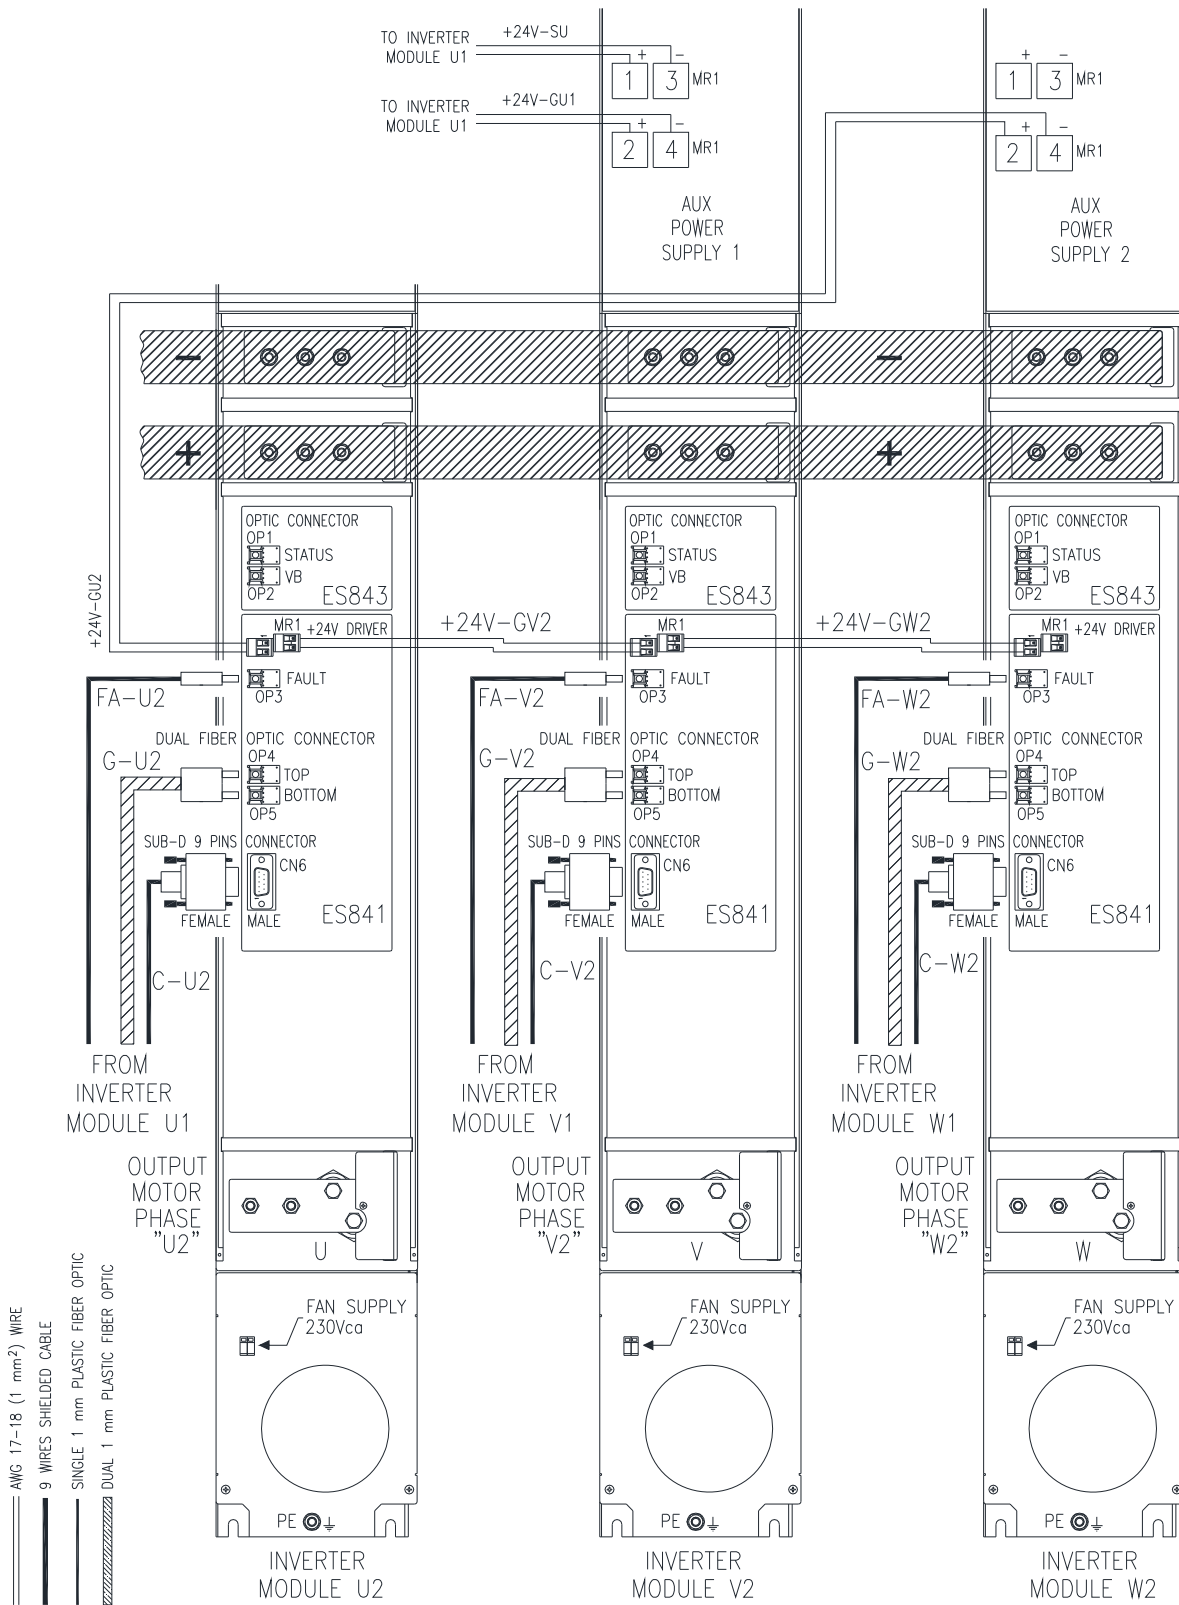 TO INVERTER
MODULE U1
+24V-SU
+ -
1 3 MR1
TO INVERTER
MODULE U1
+24V-GU1
+ -
2 4 MR1
AUX
POWER
SUPPLY 1
+ -
1 3 MR1
+ -
2 4 MR1
AUX
POWER
SUPPLY 2
- -
+ +
+24V-GU2
OPTIC CONNECTOR
OP1
STATUS
VB
OP2
ES843
MR1
+24V DRIVER
FAULT
OP3
FA-U2
DUAL FIBER
OPTIC CONNECTOR
G-U2
OP4
TOP
BOTTOM
OP5
SUB-D 9 PINS
CONNECTOR
CN6
FEMALE
MALE
ES841
C-U2
FROM
INVERTER
MODULE U1
OUTPUT
MOTOR
PHASE
"U2"
U
FAN SUPPLY
230Vca
PE
INVERTER
MODULE U2
+24V-GV2
OPTIC CONNECTOR
OP1
STATUS
VB
OP2
ES843
MR1
FAULT
OP3
FA-V2
DUAL FIBER
OPTIC CONNECTOR
G-V2
OP4
TOP
BOTTOM
OP5
SUB-D 9 PINS
CONNECTOR
CN6
FEMALE
MALE
ES841
C-V2
FROM
INVERTER
MODULE V1
OUTPUT
MOTOR
PHASE
"V2"
V
FAN SUPPLY
230Vca
PE
INVERTER
MODULE V2
+24V-GW2
OPTIC CONNECTOR
OP1
STATUS
VB
OP2
ES843
MR1
+24V DRIVER
FAULT
OP3
FA-W2
DUAL FIBER
OPTIC CONNECTOR
G-W2
OP4
TOP
BOTTOM
OP5
SUB-D 9 PINS
CONNECTOR
CN6
FEMALE
MALE
ES841
C-W2
FROM
INVERTER
MODULE W1
OUTPUT
MOTOR
PHASE
"W2"
W
FAN SUPPLY
230Vca
PE
INVERTER
MODULE W2
AWG 17-18 (1 mm²) WIRE
9 WIRES SHIELDED CABLE
SINGLE 1 mm PLASTIC FIBER OPTIC
DUAL 1 mm PLASTIC FIBER OPTIC